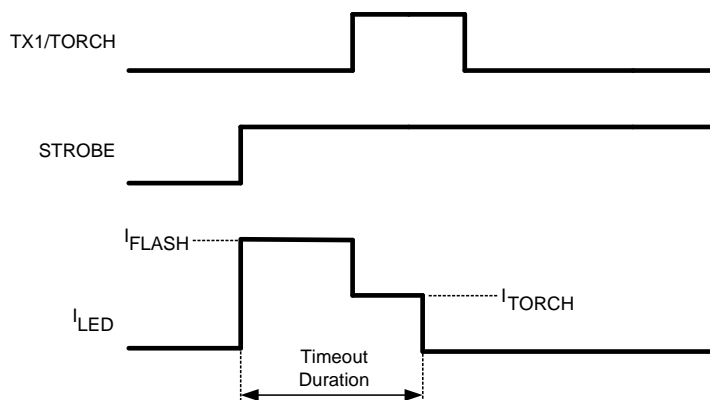 TX1/TORCH
STROBE
IFLASH
ITORCH
ILED
Timeout
Duration